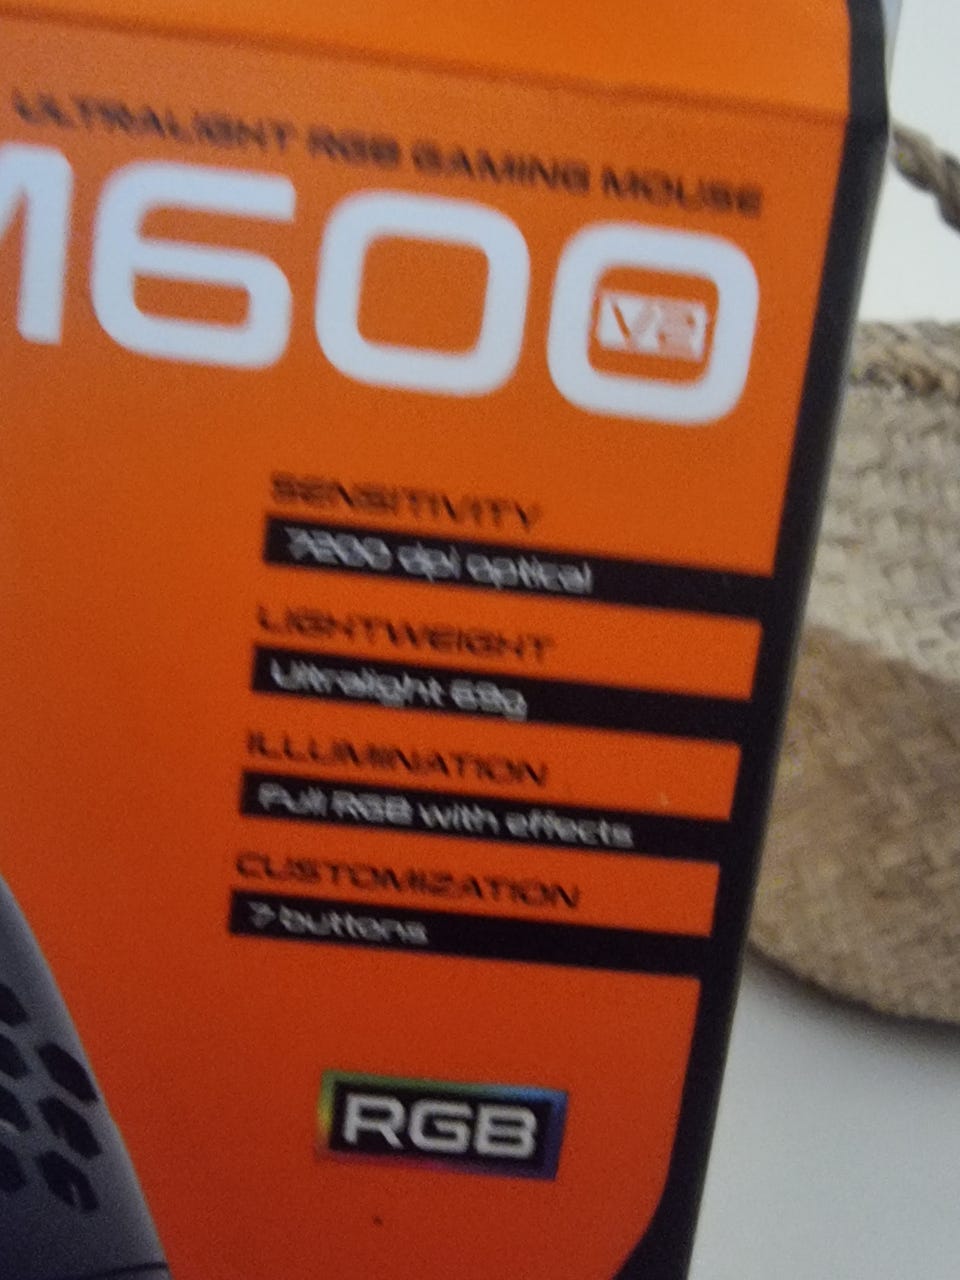 ULTRALIGHT RGB GAMING MOUSE
M600
V2
SENSITIVITY
7200 dpi optical
LIGHTWEIGHT
Ultralight 69g
ILLUMINATION
Full RGB with effects
CUSTOMIZATION
7 buttons
RGB